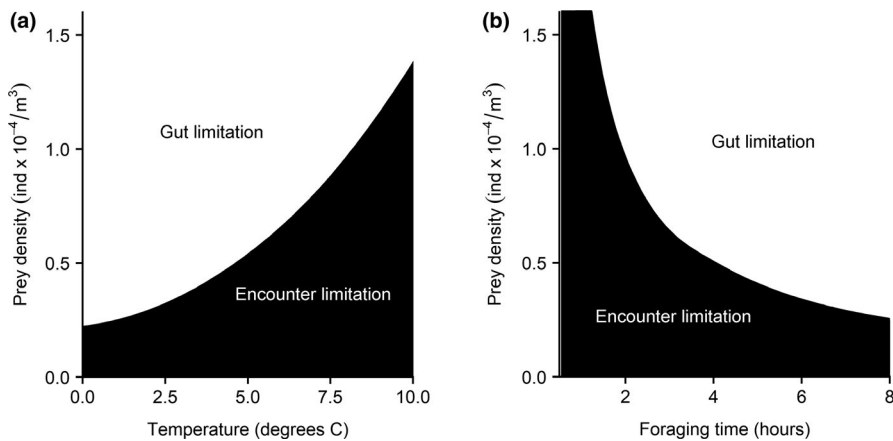 (a)
Prey density (ind x 10⁻⁴/m³)
1.5
1.0
0.5
0.0
Gut limitation
Encounter limitation
0.0 2.5 5.0 7.5 10.0
Temperature (degrees C)
(b)
Prey density (ind x 10⁻⁴/m³)
1.5
1.0
0.5
0.0
Gut limitation
Encounter limitation
2 4 6 8
Foraging time (hours)